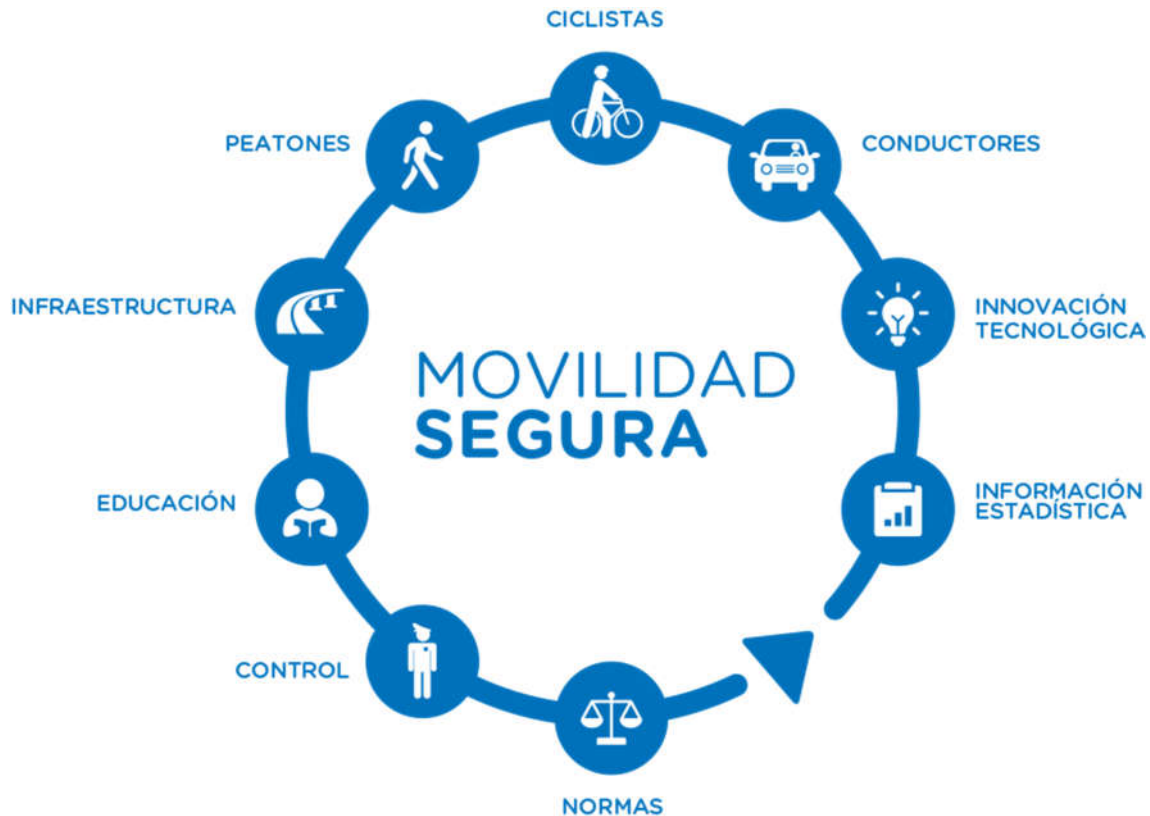 CICLISTAS
PEATONES
CONDUCTORES
INFRAESTRUCTURA
INNOVACIÓN
TECNOLÓGICA
MOVILIDAD
SEGURA
EDUCACIÓN
INFORMACIÓN
ESTADÍSTICA
CONTROL
NORMAS